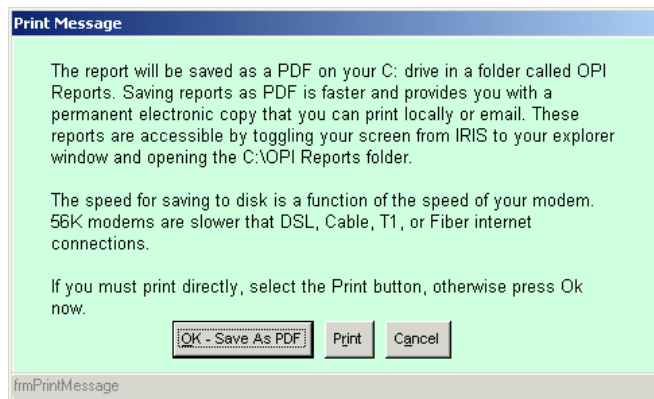 Print Message
The report will be saved as a PDF on your C: drive in a folder called OPI
Reports. Saving reports as PDF is faster and provides you with a
permanent electronic copy that you can print locally or email. These
reports are accessible by toggling your screen from IRIS to your explorer
window and opening the C:\OPI Reports folder.
The speed for saving to disk is a function of the speed of your modem.
56K modems are slower that DSL, Cable, T1, or Fiber internet
connections.
If you must print directly, select the Print button, otherwise press Ok
now.
OK - Save As PDF Print Cancel
frmPrintMessage